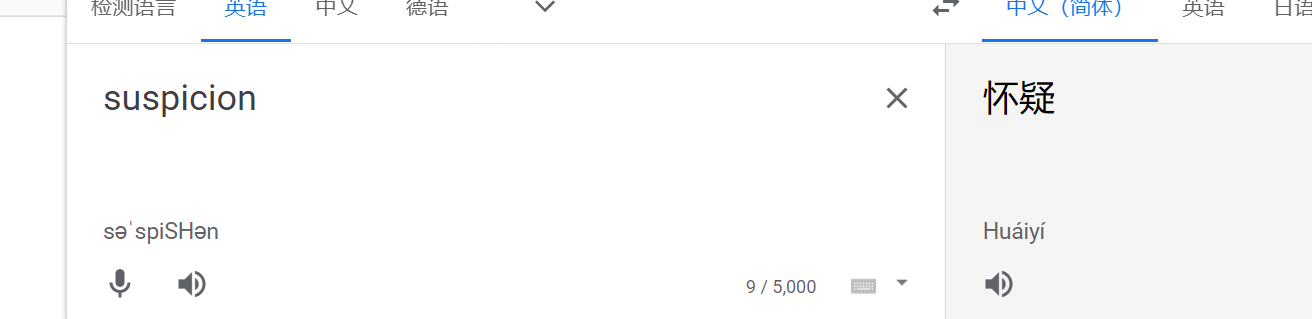 检测语言 英语 中文 德语 中文（简体） 英语 日语
suspicion 怀疑
səˈspiSHən Huáiyí
9 / 5,000